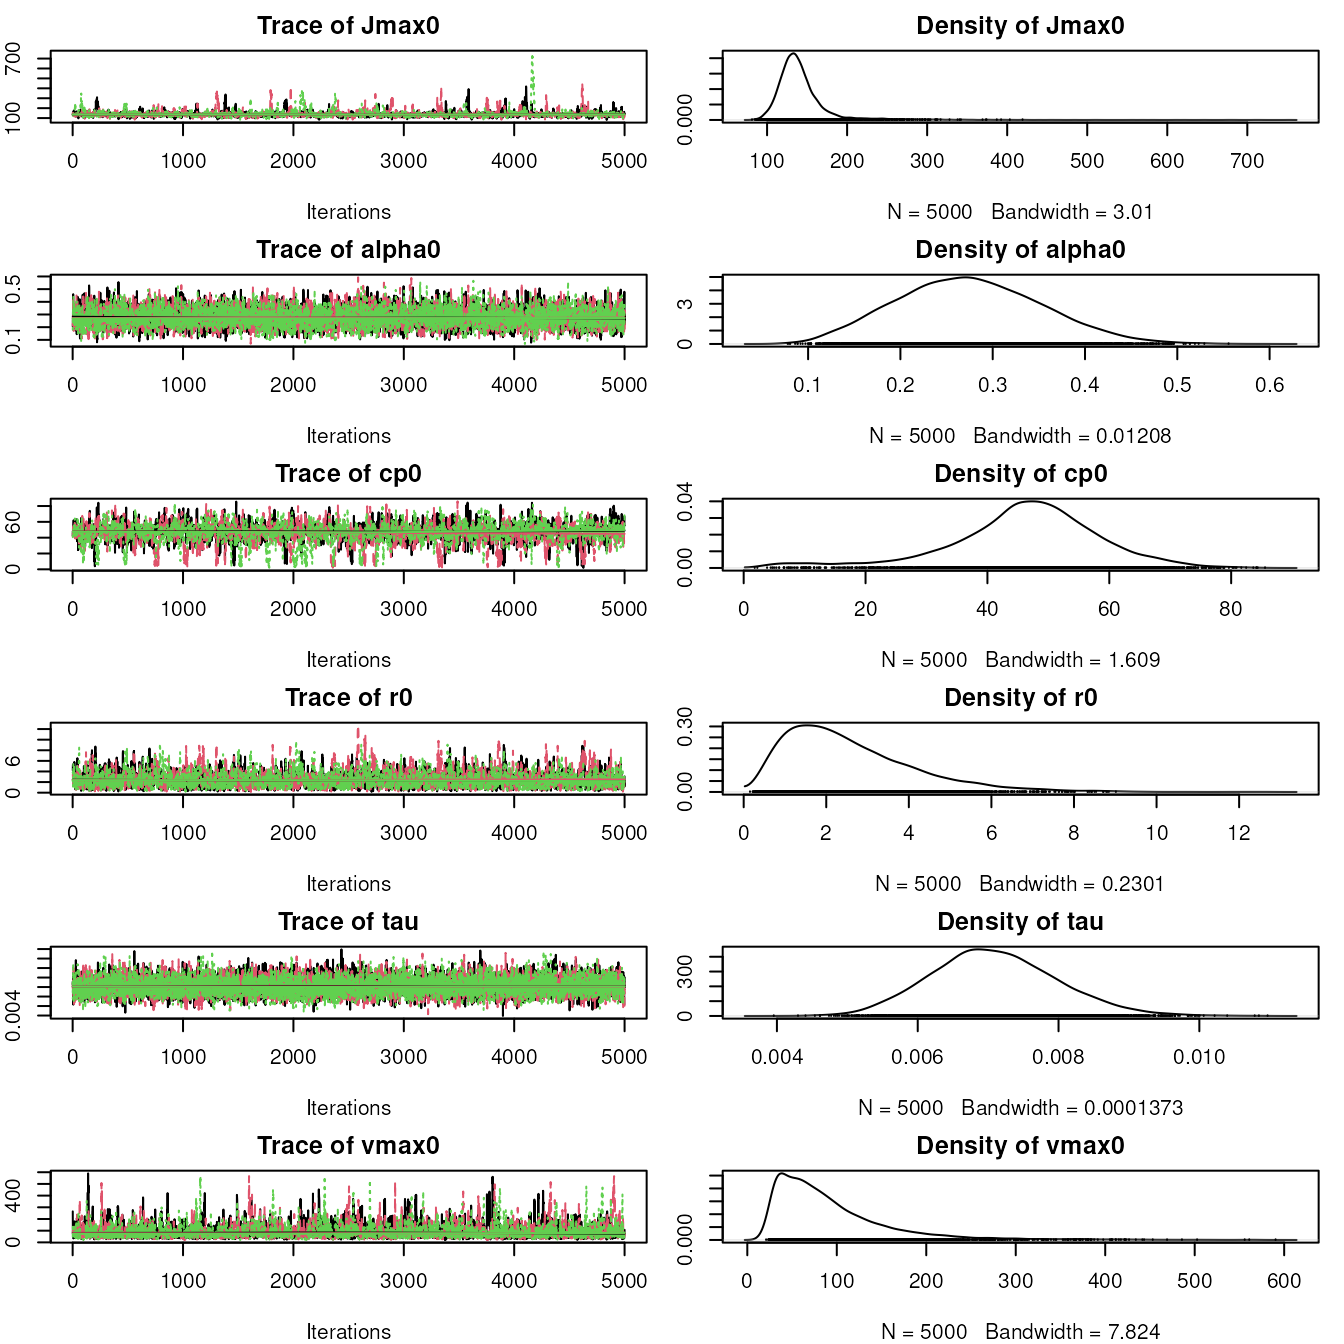 Trace of Jmax0
Density of Jmax0
700
100
0.000
0 1000 2000 3000 4000 5000
100 200 300 400 500 600 700
Iterations
N = 5000 Bandwidth = 3.01
Trace of alpha0
Density of alpha0
0.5
0.1
3
0
0 1000 2000 3000 4000 5000
0.1 0.2 0.3 0.4 0.5 0.6
Iterations
N = 5000 Bandwidth = 0.01208
Trace of cp0
Density of cp0
60
0
0.04
0.00
0 1000 2000 3000 4000 5000
0 20 40 60 80
Iterations
N = 5000 Bandwidth = 1.609
Trace of r0
Density of r0
6
0
0.30
0.00
0 1000 2000 3000 4000 5000
0 2 4 6 8 10 12
Iterations
N = 5000 Bandwidth = 0.2301
Trace of tau
Density of tau
0.004
300
0
0 1000 2000 3000 4000 5000
0.004 0.006 0.008 0.010
Iterations
N = 5000 Bandwidth = 0.0001373
Trace of vmax0
Density of vmax0
400
0
0.000
0 1000 2000 3000 4000 5000
0 100 200 300 400 500 600
Iterations
N = 5000 Bandwidth = 7.824